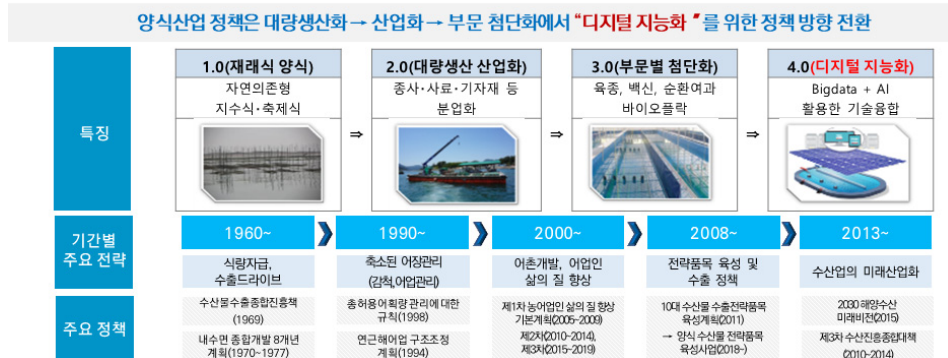 양식산업 정책은 대량생산화 → 산업화 → 부문 첨단화에서 “디지털 지능화 ”를 위한 정책 방향 전환
특징
1.0(재래식 양식)
자연의존형
지수식·축제식
⇒
2.0(대량생산 산업화)
종사·사료·기자재 등
분업화
⇒
3.0(부문별 첨단화)
육종, 백신, 순환여과
바이오플락
⇒
4.0(디지털 지능화)
Bigdata + AI
활용한 기술융합
기간별
주요 전략
1960~
1990~
2000~
2008~
2013~
식량자급,
수출드라이브
축소된 어장관리
(감척,어업관리)
어촌개발, 어업인
삶의 질 향상
전략품목 육성 및
수출 정책
수산업의 미래산업화
주요 정책
수산물수출종합진흥책
(1969)
내수면 종합개발 8개년
계획(1970~1977)
총허용어획량 관리에 대한
규칙(1998)
연근해어업 구조조정
계획(1994)
제1차 농어업인 삶의 질 향상
기본계획(2005~2009)
제2차(2010~2014),
제3차(2015~2019)
10대 수산물 수출전략품목
육성계획(2011)
→ 양식 수산물 전략품목
육성사업(2018~)
2030 해양수산
미래비전(2015)
제3차 수산진흥종합대책
(2010~2014)